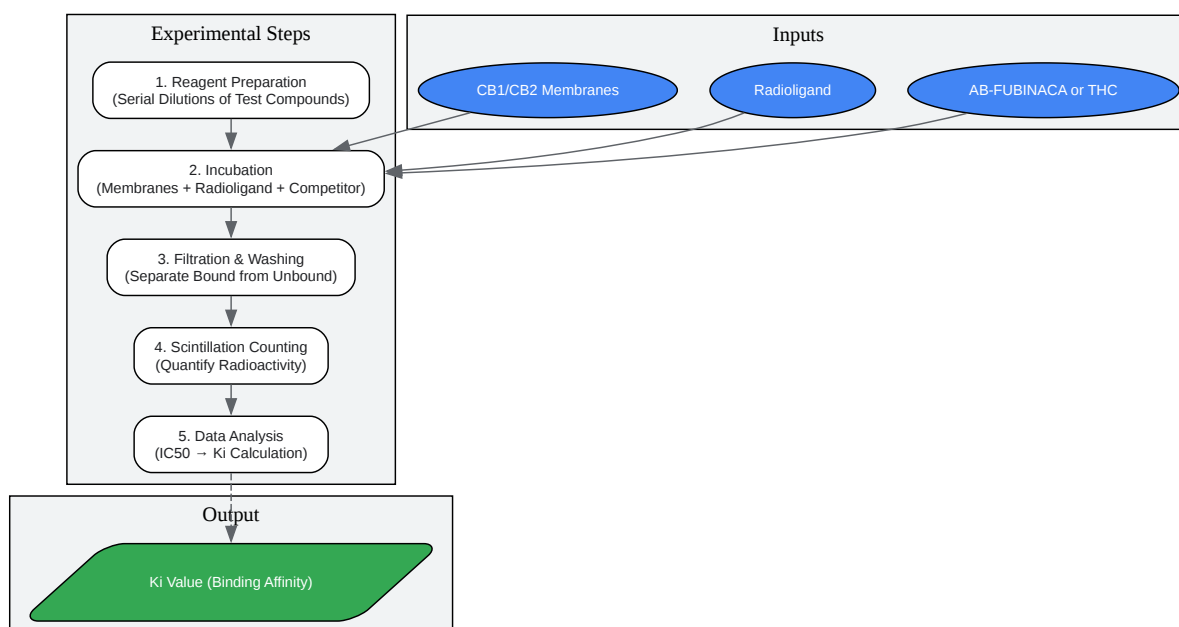 Experimental Steps
1. Reagent Preparation
(Serial Dilutions of Test Compounds)
2. Incubation
(Membranes + Radioligand + Competitor)
3. Filtration & Washing
(Separate Bound from Unbound)
4. Scintillation Counting
(Quantify Radioactivity)
5. Data Analysis
(IC50 → Ki Calculation)
Inputs
CB1/CB2 Membranes
Radioligand
AB-FUBINACA or THC
Output
Ki Value (Binding Affinity)